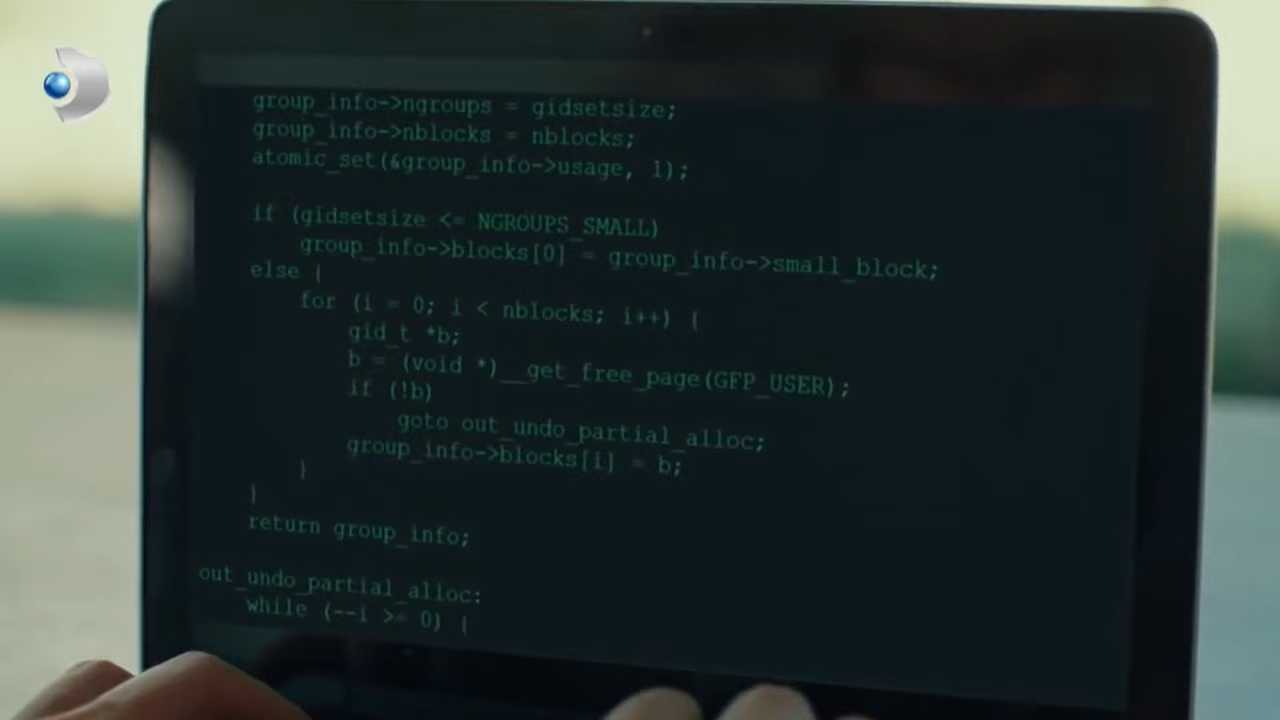 group_info->ngroups = gidsetsize;
group_info->nblocks = nblocks;
atomic_set(&group_info->usage, 1);
if (gidsetsize <= NGROUPS_SMALL)
group_info->blocks[0] = group_info->small_block;
else {
for (i = 0; i < nblocks; i++) {
gid_t *b;
b = (void *)__get_free_page(GFP_USER);
if (!b)
goto out_undo_partial_alloc;
group_info->blocks[i] = b;
}
}
return group_info;
out_undo_partial_alloc:
while (--i >= 0) {